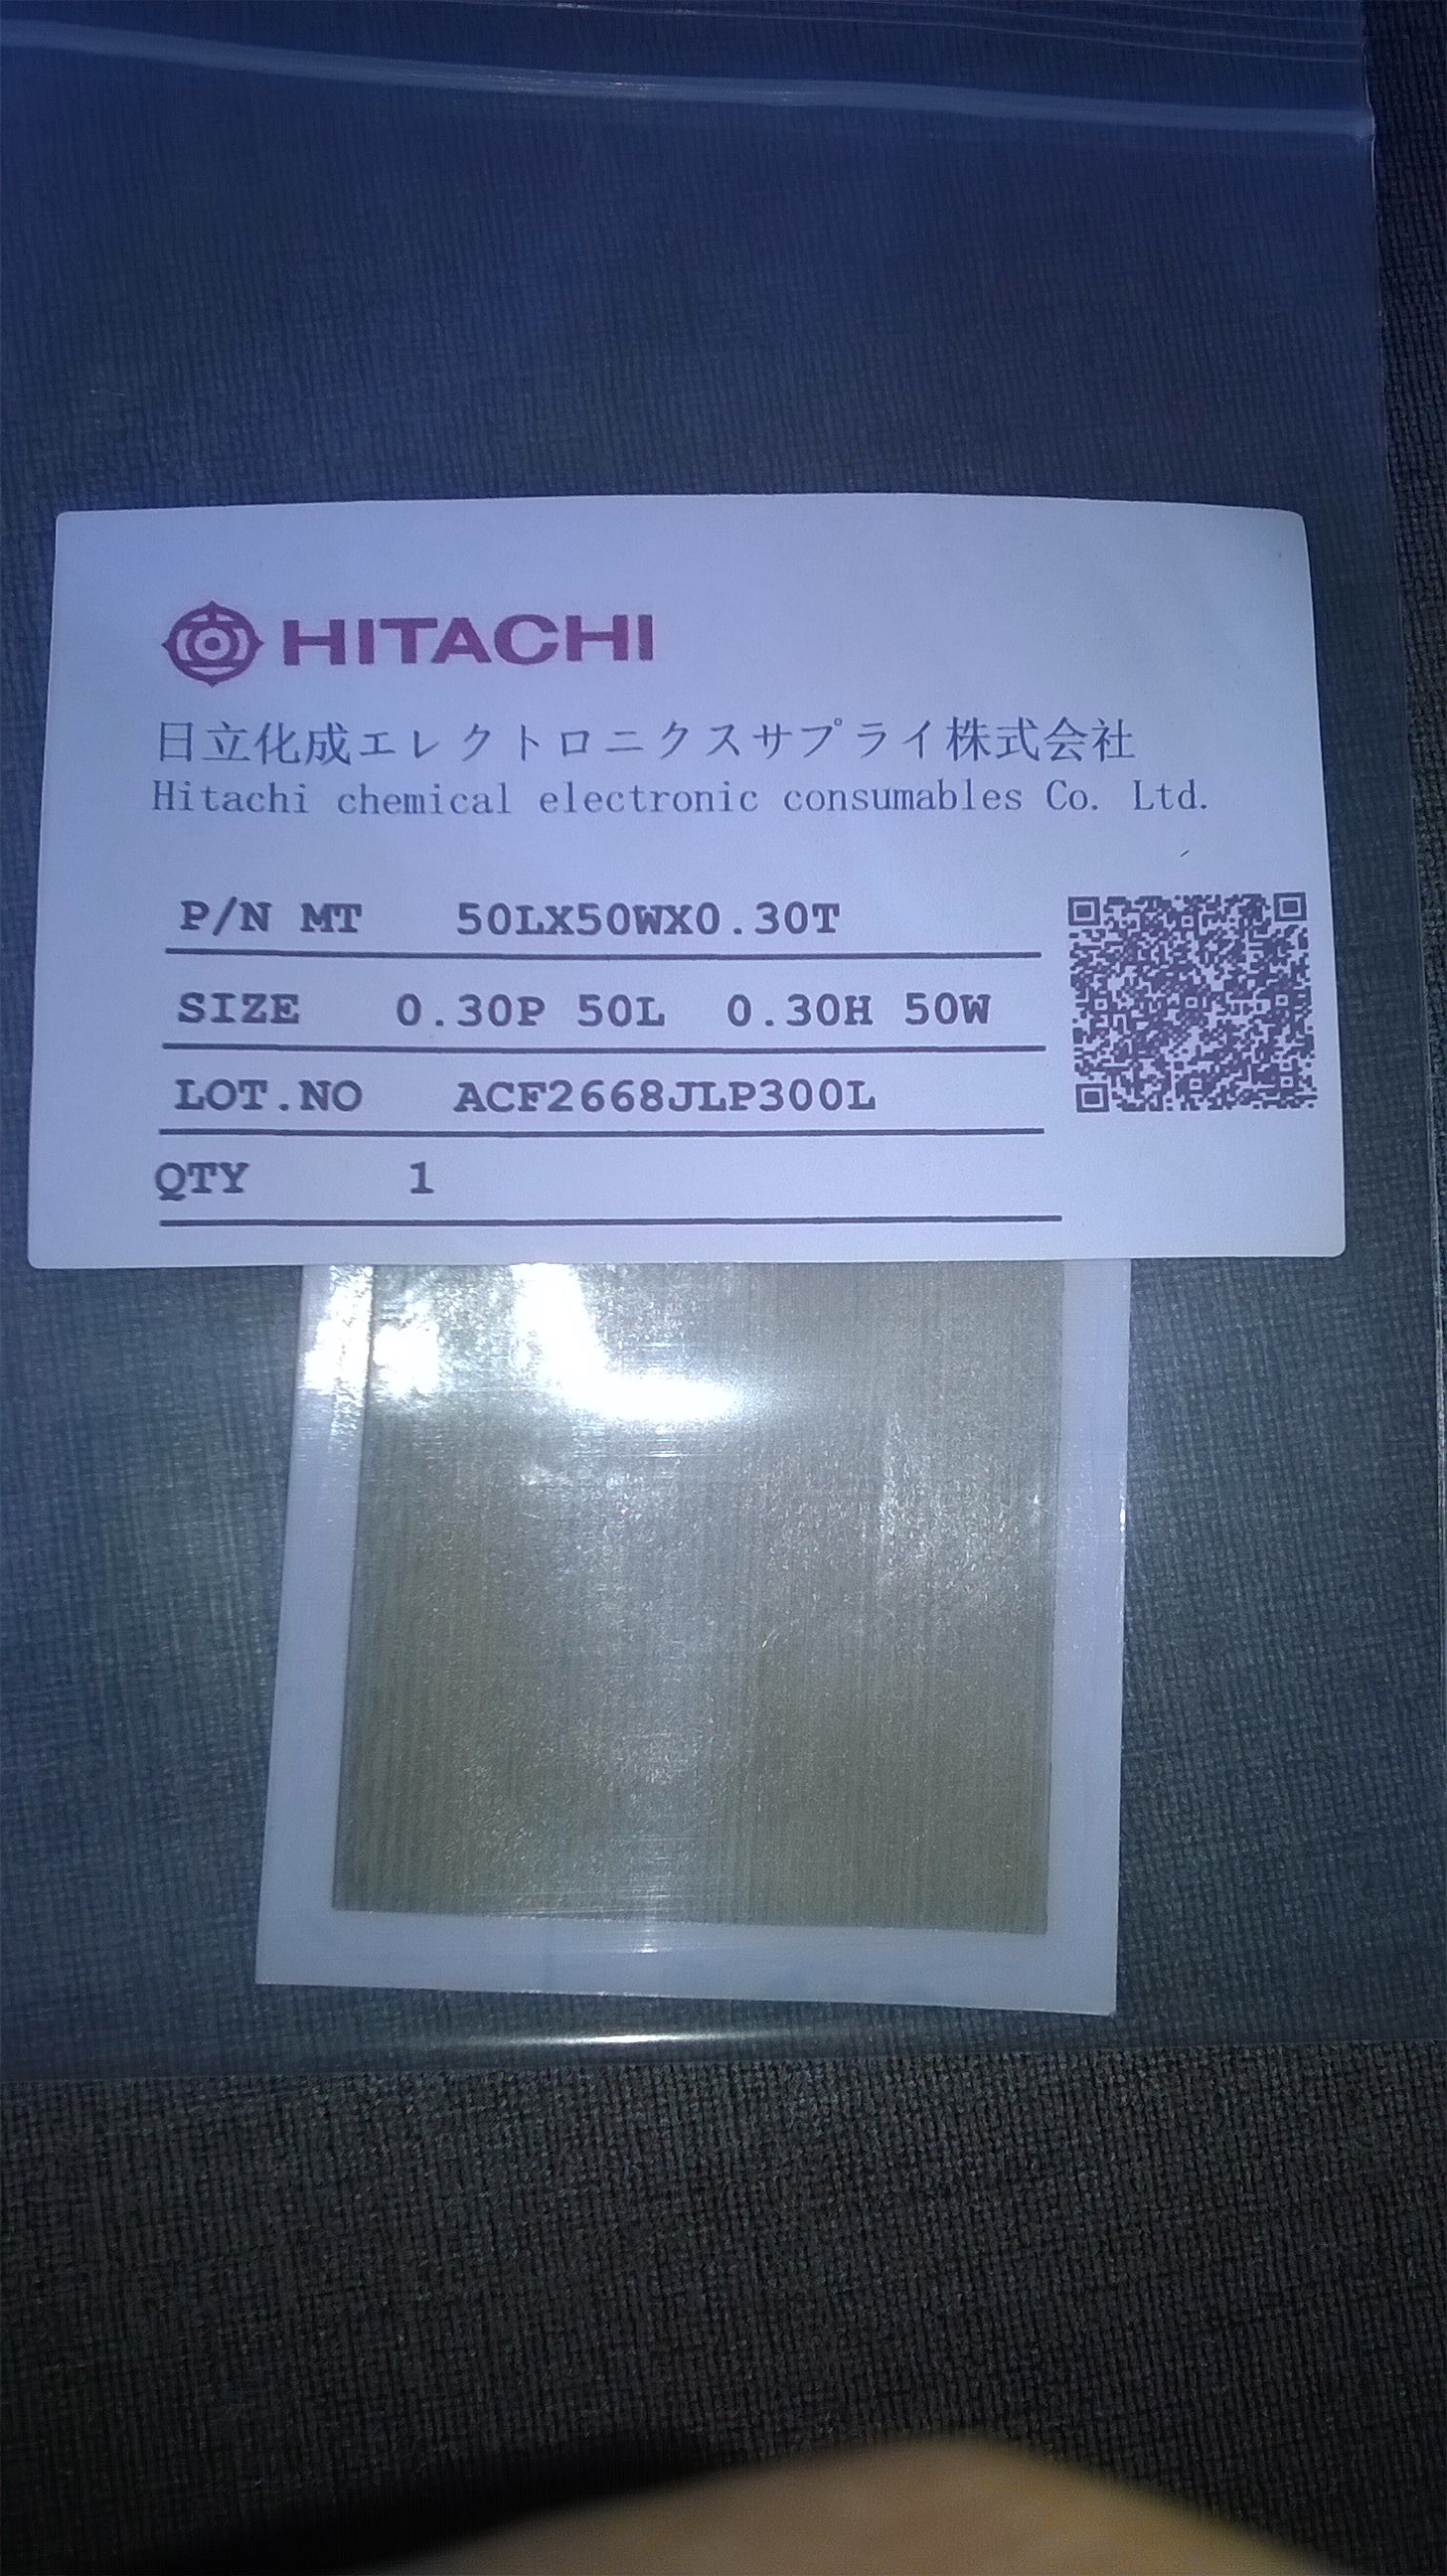 HITACHI
日立化成エレクトロニクスサプライ株式会社
Hitachi chemical electronic consumables Co. Ltd.
P/N MT 50LX50WX0.30T
SIZE 0.30P 50L 0.30H 50W
LOT.NO ACF2668JLP300L
QTY 1